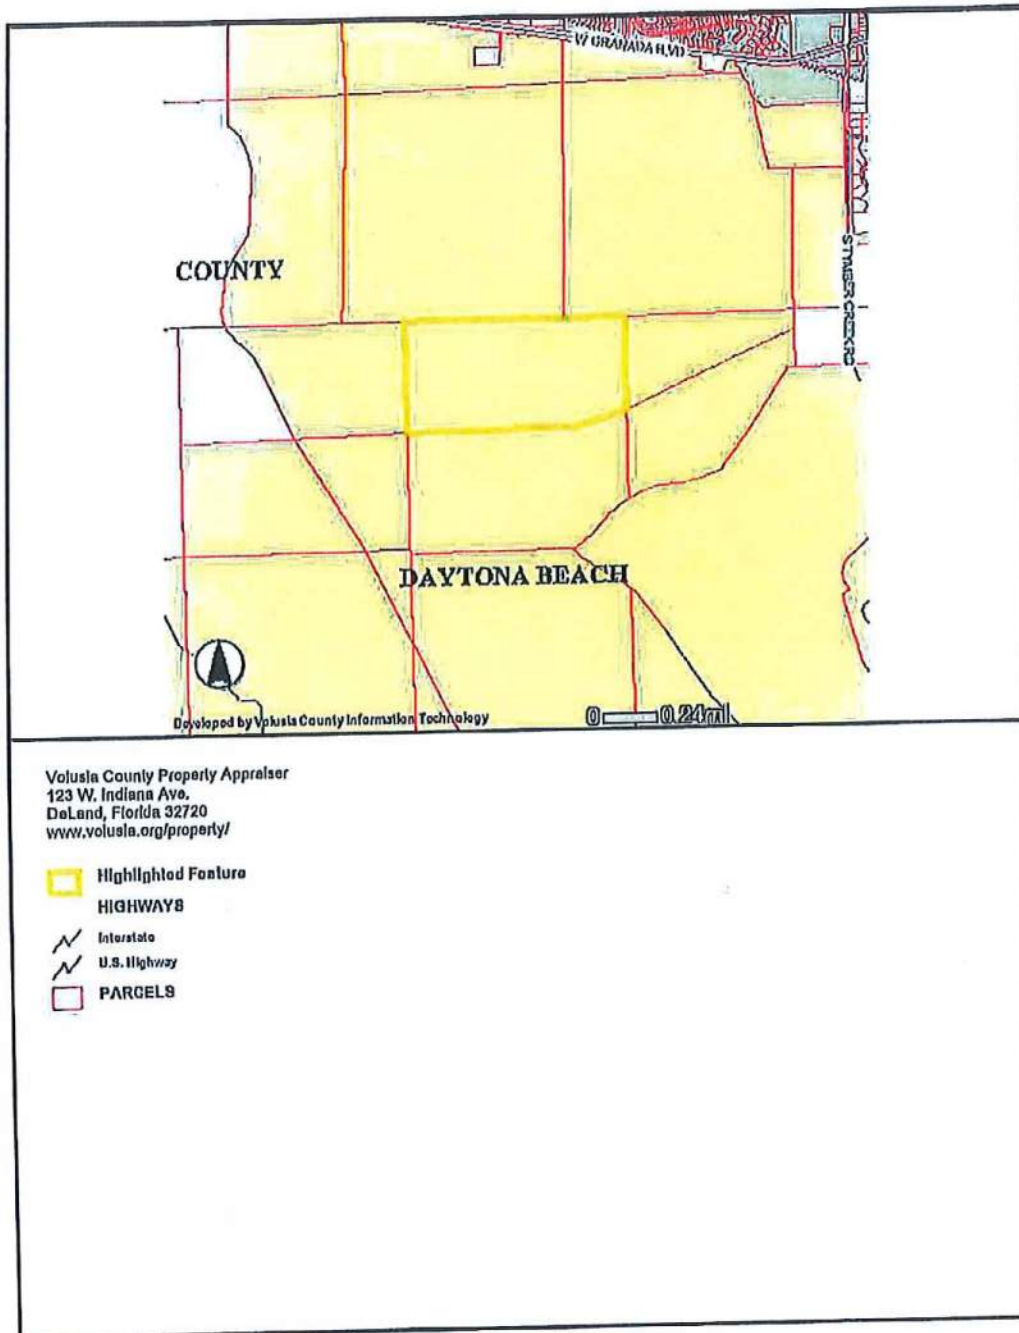 W GRANADA BLVD
COUNTY
S TYMBER CREEK RD
DAYTONA BEACH
Developed by Volusia County Information Technology
0 0.24mi
Volusia County Property Appraiser
123 W. Indiana Ave.
DeLand, Florida 32720
www.volusia.org/property/
Highlighted Feature
HIGHWAYS
Interstate
U.S. Highway
PARCELS